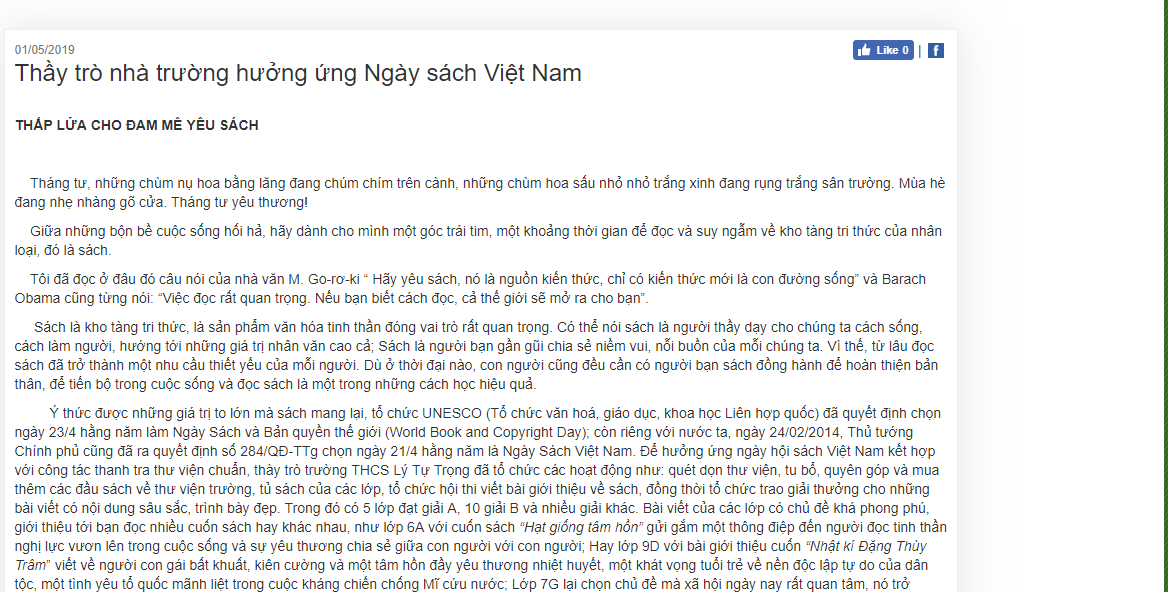 01/05/2019
Like 0 |
Thầy trò nhà trường hưởng ứng Ngày sách Việt Nam
THẮP LỬA CHO ĐAM MÊ YÊU SÁCH
Tháng tư, những chùm nụ hoa bằng lăng đang chúm chím trên cành, những chùm hoa sấu nhỏ nhỏ trắng xinh đang rụng trắng sân trường. Mùa hè
đang nhẹ nhàng gõ cửa. Tháng tư yêu thương!
Giữa những bộn bề cuộc sống hối hả, hãy dành cho mình một góc trái tim, một khoảng thời gian để đọc và suy ngẫm về kho tàng tri thức của nhân
loại, đó là sách.
Tôi đã đọc ở đâu đó câu nói của nhà văn M. Go-rơ-ki “ Hãy yêu sách, nó là nguồn kiến thức, chỉ có kiến thức mới là con đường sống” và Barach
Obama cũng từng nói: “Việc đọc rất quan trọng. Nếu bạn biết cách đọc, cả thế giới sẽ mở ra cho bạn”.
Sách là kho tàng tri thức, là sản phẩm văn hóa tinh thần đóng vai trò rất quan trọng. Có thể nói sách là người thầy dạy cho chúng ta cách sống,
cách làm người, hướng tới những giá trị nhân văn cao cả; Sách là người bạn gần gũi chia sẻ niềm vui, nỗi buồn của mỗi chúng ta. Vì thế, từ lâu đọc
sách đã trở thành một nhu cầu thiết yếu của mỗi người. Dù ở thời đại nào, con người cũng đều cần có người bạn sách đồng hành để hoàn thiện bản
thân, để tiến bộ trong cuộc sống và đọc sách là một trong những cách học hiệu quả.
Ý thức được những giá trị to lớn mà sách mang lại, tổ chức UNESCO (Tổ chức văn hoá, giáo dục, khoa học Liên hợp quốc) đã quyết định chọn
ngày 23/4 hằng năm làm Ngày Sách và Bản quyền thế giới (World Book and Copyright Day); còn riêng với nước ta, ngày 24/02/2014, Thủ tướng
Chính phủ cũng đã ra quyết định số 284/QĐ-TTg chọn ngày 21/4 hằng năm là Ngày Sách Việt Nam. Để hưởng ứng ngày hội sách Việt Nam kết hợp
với công tác thanh tra thư viện chuẩn, thày trò trường THCS Lý Tự Trọng đã tổ chức các hoạt động như: quét dọn thư viện, tu bổ, quyên góp và mua
thêm các đầu sách về thư viện trường, tủ sách của các lớp, tổ chức hội thi viết bài giới thiệu về sách, đồng thời tổ chức trao giải thưởng cho những
bài viết có nội dung sâu sắc, trình bày đẹp. Trong đó có 5 lớp đạt giải A, 10 giải B và nhiều giải khác. Bài viết của các lớp có chủ đề khá phong phú,
giới thiệu tới bạn đọc nhiều cuốn sách hay khác nhau, như lớp 6A với cuốn sách “Hạt giống tâm hồn” gửi gắm một thông điệp đến người đọc tinh thần
nghị lực vươn lên trong cuộc sống và sự yêu thương chia sẻ giữa con người với con người; Hay lớp 9D với bài giới thiệu cuốn “Nhật kí Đặng Thùy
Trâm” viết về người con gái bất khuất, kiên cường và một tâm hồn đầy yêu thương nhiệt huyết, một khát vọng tuổi trẻ về nền độc lập tự do của dân
tộc, một tình yêu tổ quốc mãnh liệt trong cuộc kháng chiến chống Mĩ cứu nước; Lớp 7G lại chọn chủ đề mà xã hội ngày nay rất quan tâm, nó trở